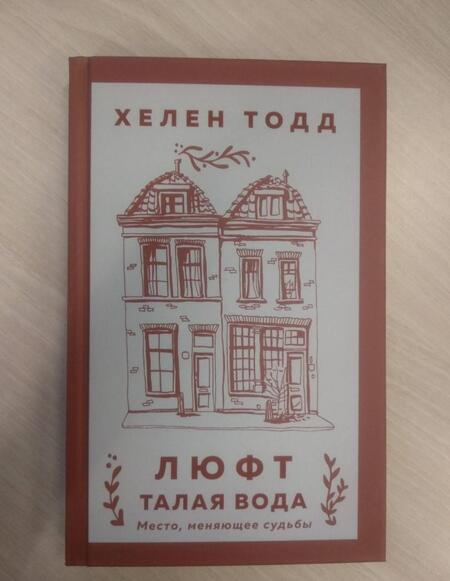 ХЕЛЕН ТОДД
ЛЮФТ
ТАЛАЯ ВОДА
Место, меняющее судьбы